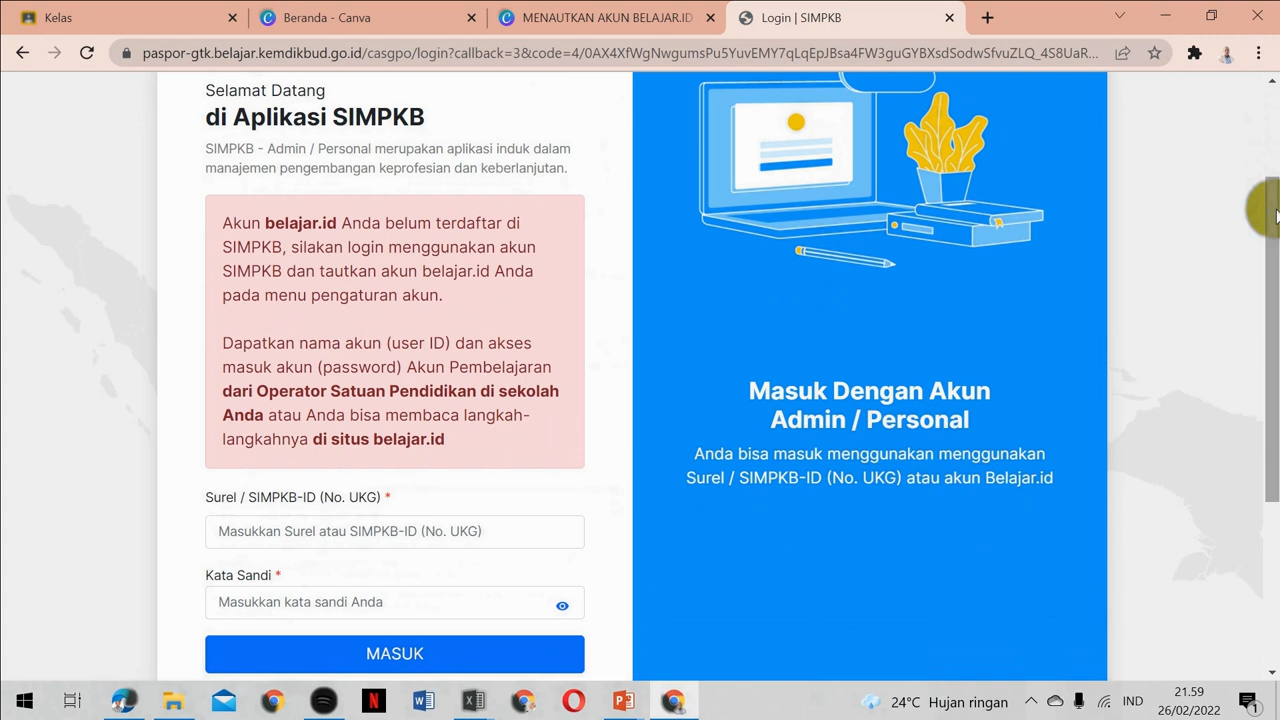 Kelas
Beranda - Canva
MENAUTKAN AKUN BELAJAR.ID
Login | SIMPKB
paspor-gtk.belajar.kemdikbud.go.id/casgpo/login?callback=3&code=4/0AX4XfWgNwgumsPu5YuvEMY7qLqEpJBsa4FW3guGYBXsdSodwSfvuZLQ_4S8UaR...
Selamat Datang
di Aplikasi SIMPKB
SIMPKB - Admin / Personal merupakan aplikasi induk dalam
manajemen pengembangan keprofesian dan keberlanjutan.
Akun belajar.id Anda belum terdaftar di
SIMPKB, silakan login menggunakan akun
SIMPKB dan tautkan akun belajar.id Anda
pada menu pengaturan akun.
Dapatkan nama akun (user ID) dan akses
masuk akun (password) Akun Pembelajaran
dari Operator Satuan Pendidikan di sekolah
Anda atau Anda bisa membaca langkah-
langkahnya di situs belajar.id
Surel / SIMPKB-ID (No. UKG) *
Masukkan Surel atau SIMPKB-ID (No. UKG)
Kata Sandi *
Masukkan kata sandi Anda
MASUK
Masuk Dengan Akun
Admin / Personal
Anda bisa masuk menggunakan menggunakan
Surel / SIMPKB-ID (No. UKG) atau akun Belajar.id
24°C Hujan ringan
IND
21.59
26/02/2022
1